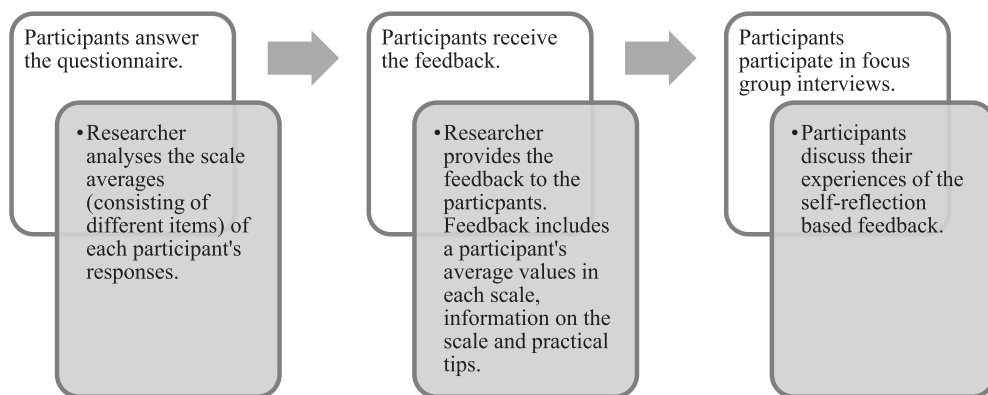 Participants answer
the questionnaire.
•Researcher
analyses the scale
averages
(consisting of
different items) of
each participant's
responses.
Participants receive
the feedback.
•Researcher
provides the
feedback to the
particpants.
Feedback includes
a participant's
average values in
each scale,
information on the
scale and practical
tips.
Participants
participate in focus
group interviews.
•Participants
discuss their
experiences of the
self-reflection
based feedback.